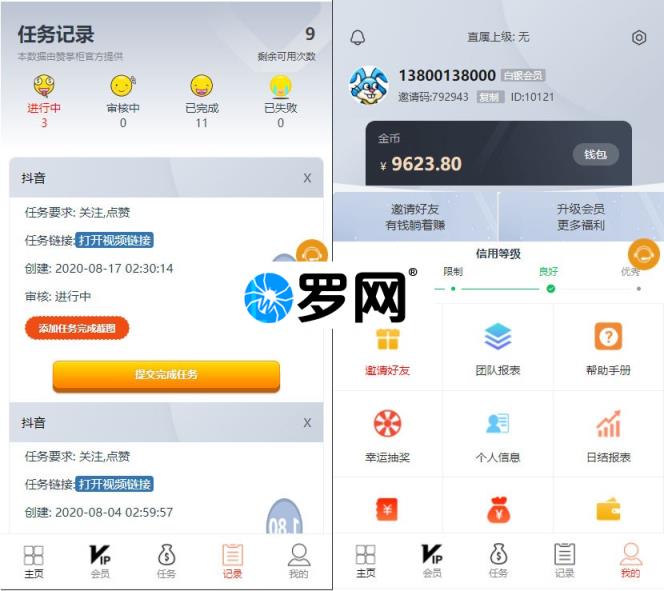 任务记录
9
本数据由赞掌柜官方提供
剩余可用次数
进行中
审核中
已完成
已失败
3
0
11
0
抖音
X
任务要求: 关注,点赞
任务链接:打开视频链接
创建: 2020-08-17 02:30:14
审核: 进行中
添加任务完成截图
提交完成任务
抖音
X
任务要求: 关注,点赞
任务链接:打开视频链接
创建: 2020-08-04 02:59:57
1.80
主页
VIP
会员
任务
记录
我的
直属上级: 无
13800138000 白银会员
邀请码:792943 复制 ID:10121
金币
¥ 9623.80
钱包
邀请好友
有钱躺着赚
升级会员
更多福利
信用等级
限制
良好
优秀
罗网®
邀请好友
团队报表
帮助手册
幸运抽奖
个人信息
日结报表
主页
VIP
会员
任务
记录
我的